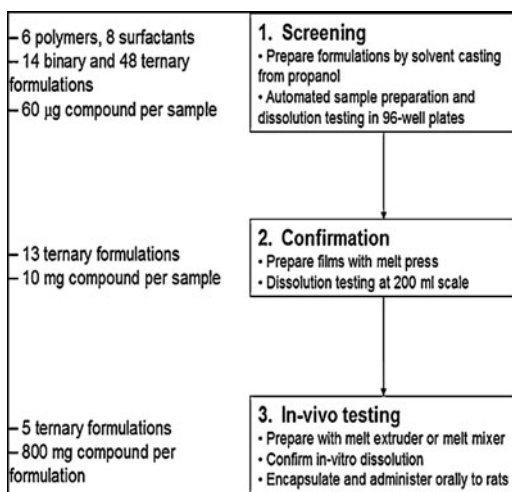 – 6 polymers, 8 surfactants
– 14 binary and 48 ternary
formulations
– 60 μg compound per sample
1. Screening
• Prepare formulations by solvent casting
from propanol
• Automated sample preparation and
dissolution testing in 96-well plates
– 13 ternary formulations
– 10 mg compound per sample
2. Confirmation
• Prepare films with melt press
• Dissolution testing at 200 ml scale
– 5 ternary formulations
– 800 mg compound per
formulation
3. In-vivo testing
• Prepare with melt extruder or melt mixer
• Confirm in-vitro dissolution
• Encapsulate and administer orally to rats